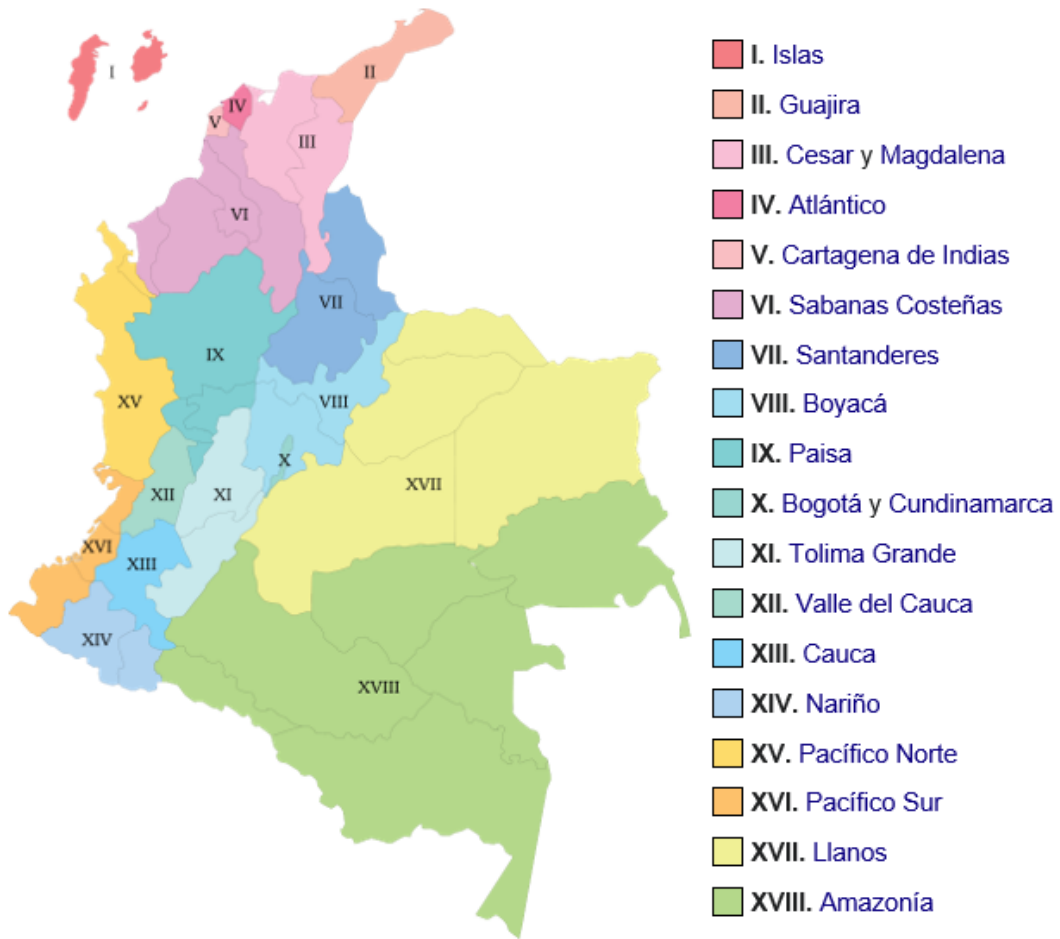 I
II
IV
V
III
VI
VII
IX
VIII
XV
X
XI
XII
XVII
XVI
XIII
XIV
XVIII
I. Islas
II. Guajira
III. Cesar y Magdalena
IV. Atlántico
V. Cartagena de Indias
VI. Sabanas Costeñas
VII. Santanderes
VIII. Boyacá
IX. Paisa
X. Bogotá y Cundinamarca
XI. Tolima Grande
XII. Valle del Cauca
XIII. Cauca
XIV. Nariño
XV. Pacífico Norte
XVI. Pacífico Sur
XVII. Llanos
XVIII. Amazonía